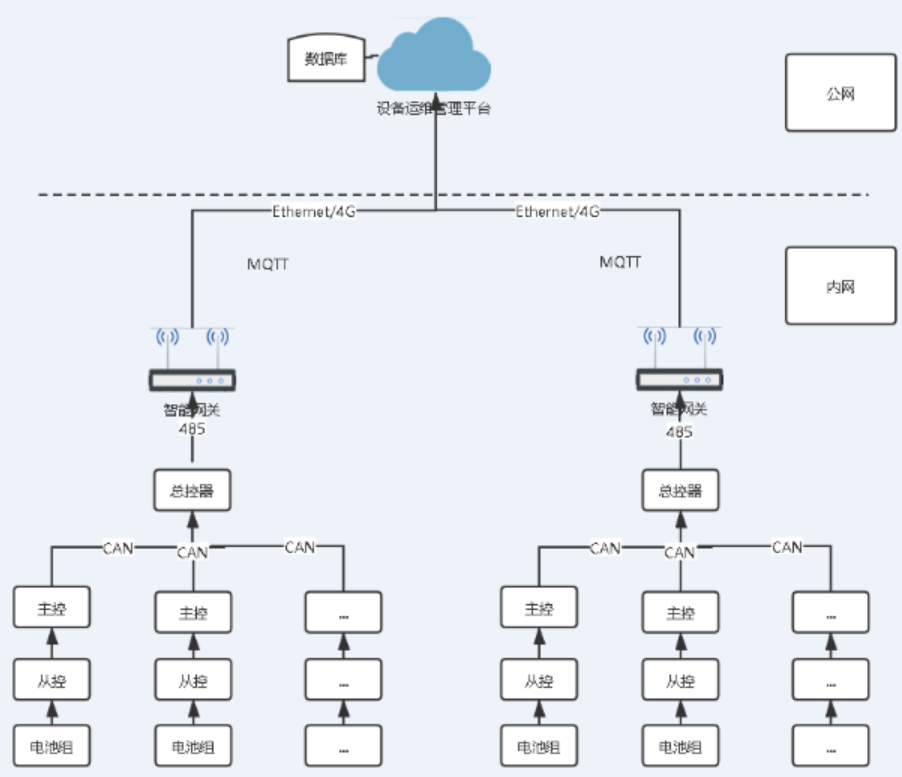 数据库
设备运维管理平台
公网
Ethernet/4G
Ethernet/4G
MQTT
MQTT
内网
智能网关
485
智能网关
485
总控器
总控器
CAN
CAN
CAN
CAN
CAN
CAN
主控
主控
...
主控
主控
...
从控
从控
...
从控
从控
...
电池组
电池组
...
电池组
电池组
...